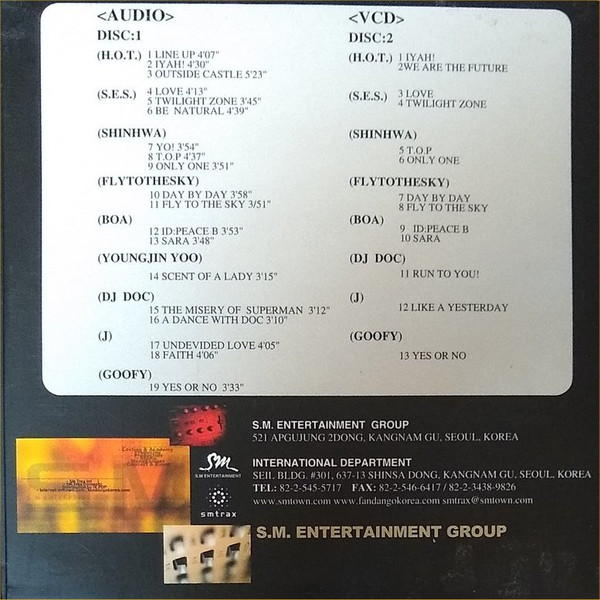 <AUDIO>
DISC:1
(H.O.T.) 1 LINE UP 4'07"
2 IYAH! 4'30"
3 OUTSIDE CASTLE 5'23"
(S.E.S.) 4 LOVE 4'13"
5 TWILIGHT ZONE 3'45"
6 BE NATURAL 4'39"
(SHINHWA)
7 YO! 3'54"
8 T.O.P 4'37"
9 ONLY ONE 3'51"
(FLYTOTHESKY)
10 DAY BY DAY 3'58"
11 FLY TO THE SKY 3/51"
(BOA)
12 ID:PEACE B 3'53"
13 SARA 3'48"
(YOUNGJIN YOO)
14 SCENT OF A LADY 3'15"
(DJ DOC)
15 THE MISERY OF SUPERMAN 3'12"
16 A DANCE WITH DOC 3'10"
(J)
17 UNDEVIDED LOVE 4'05"
18 FAITH 4'06"
(GOOFY)
19 YES OR NO 3'33"
<VCD>
DISC:2
(H.O.T.) 1 IYAH!
2WE ARE THE FUTURE
(S.E.S.) 3 LOVE
4 TWILIGHT ZONE
(SHINHWA)
5 T.O.P
6 ONLY ONE
(FLYTOTHESKY)
7 DAY BY DAY
8 FLY TO THE SKY
(BOA)
9 ID:PEACE B
10 SARA
(DJ DOC)
11 RUN TO YOU!
(J)
12 LIKE A YESTERDAY
(GOOFY)
13 YES OR NO
S.M. ENTERTAINMENT GROUP
521 APGUJUNG 2DONG, KANGNAM GU, SEOUL, KOREA
SM
S.M ENTERTAINMENT
INTERNATIONAL DEPARTMENT
SEIL BLDG. #301, 637-13 SHINSA DONG, KANGNAM GU, SEOUL, KOREA
TEL: 82-2-545-5717 FAX: 82-2-546-6417 / 82-2-3438-9826
www.smtown.com www.fandangokorea.com smtrax@smtown.com
smtrax
S.M. ENTERTAINMENT GROUP